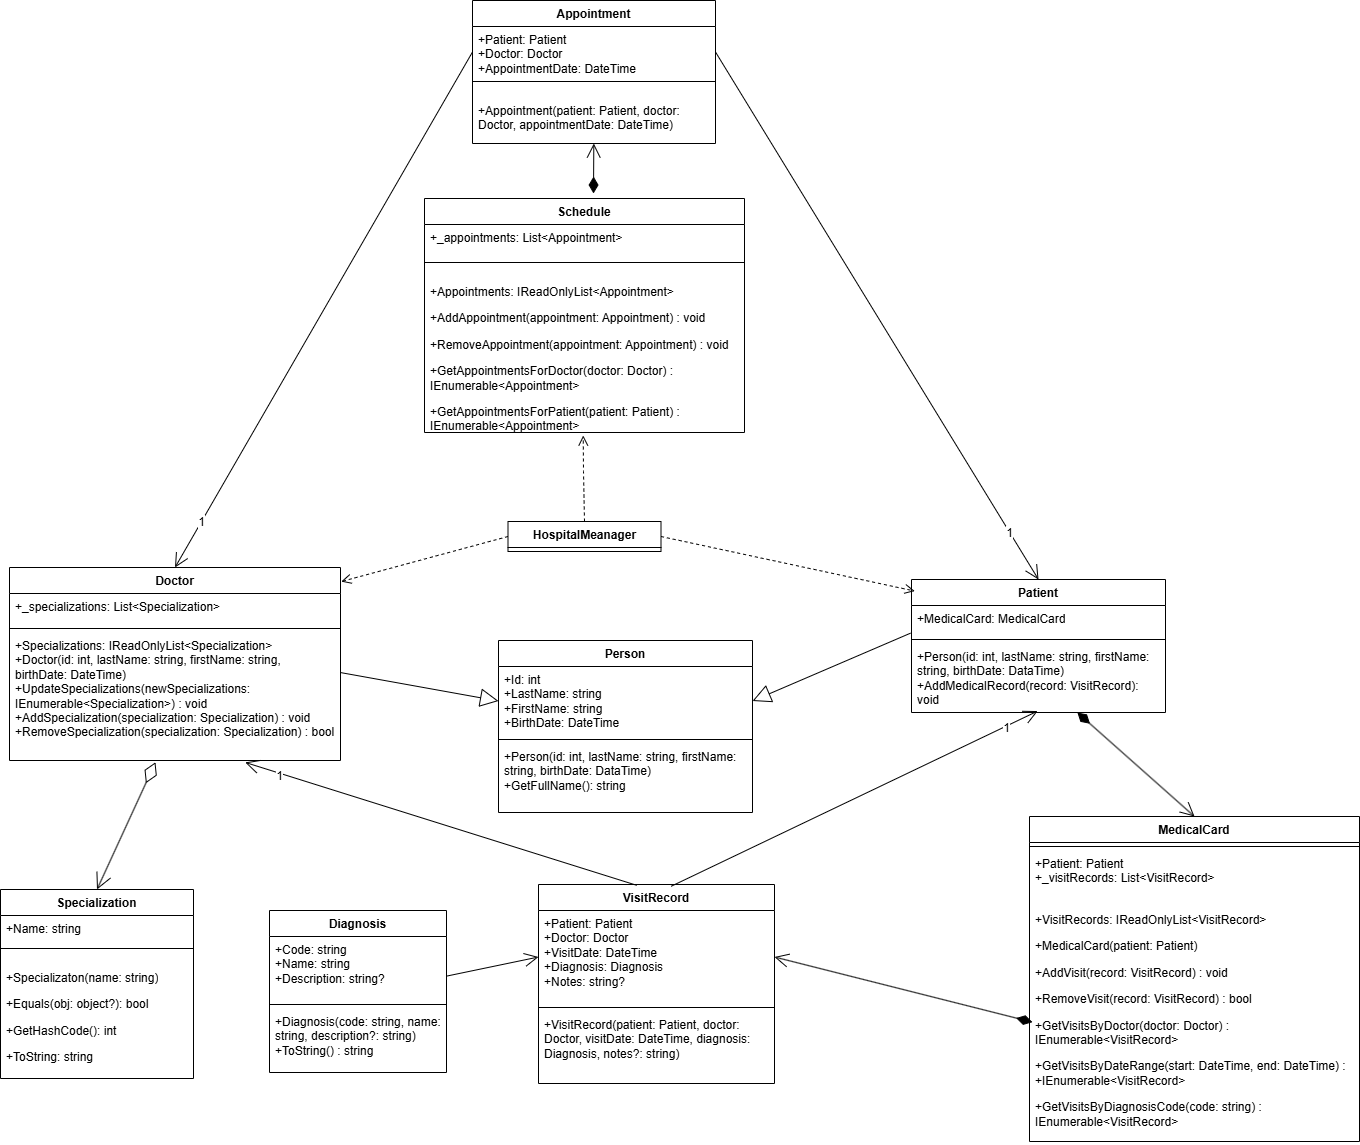 Appointment
+Patient: Patient
+Doctor: Doctor
+AppointmentDate: DateTime
+Appointment(patient: Patient, doctor:
Doctor, appointmentDate: DateTime)
Schedule
+_appointments: List<Appointment>
+Appointments: IReadOnlyList<Appointment>
+AddAppointment(appointment: Appointment) : void
+RemoveAppointment(appointment: Appointment) : void
+GetAppointmentsForDoctor(doctor: Doctor) :
IEnumerable<Appointment>
+GetAppointmentsForPatient(patient: Patient) :
IEnumerable<Appointment>
1
1
HospitalMeanager
Doctor
+_specializations: List<Specialization>
+Specializations: IReadOnlyList<Specialization>
+Doctor(id: int, lastName: string, firstName: string,
birthDate: DateTime)
+UpdateSpecializations(newSpecializations:
IEnumerable<Specialization>) : void
+AddSpecialization(specialization: Specialization) : void
+RemoveSpecialization(specialization: Specialization) : bool
Patient
+MedicalCard: MedicalCard
+Person(id: int, lastName: string, firstName:
string, birthDate: DataTime)
+AddMedicalRecord(record: VisitRecord):
void
Person
+Id: int
+LastName: string
+FirstName: string
+BirthDate: DateTime
+Person(id: int, lastName: string, firstName:
string, birthDate: DataTime)
+GetFullName(): string
1
1
MedicalCard
+Patient: Patient
+_visitRecords: List<VisitRecord>
+VisitRecords: IReadOnlyList<VisitRecord>
+MedicalCard(patient: Patient)
+AddVisit(record: VisitRecord) : void
+RemoveVisit(record: VisitRecord) : bool
+GetVisitsByDoctor(doctor: Doctor) :
IEnumerable<VisitRecord>
+GetVisitsByDateRange(start: DateTime, end: DateTime) :
+IEnumerable<VisitRecord>
+GetVisitsByDiagnosisCode(code: string) :
IEnumerable<VisitRecord>
Specialization
+Name: string
+Specializaton(name: string)
+Equals(obj: object?): bool
+GetHashCode(): int
+ToString: string
Diagnosis
+Code: string
+Name: string
+Description: string?
+Diagnosis(code: string, name:
string, description?: string)
+ToString() : string
VisitRecord
+Patient: Patient
+Doctor: Doctor
+VisitDate: DateTime
+Diagnosis: Diagnosis
+Notes: string?
+VisitRecord(patient: Patient, doctor:
Doctor, visitDate: DateTime, diagnosis:
Diagnosis, notes?: string)